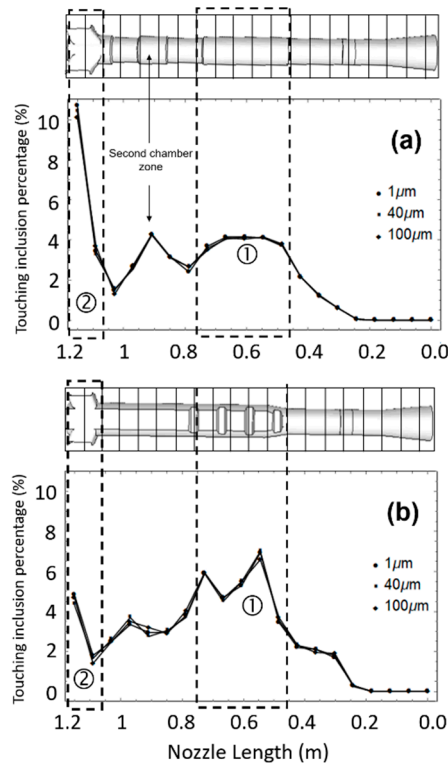 Touching inclusion percentage (%)
10
8
6
4
2
0
Second chamber
zone
(a)
1µm
40µm
100µm
①
②
1.2 1 0.8 0.6 0.4 0.2 0.0
Touching inclusion percentage (%)
10
8
6
4
2
0
(b)
1µm
40µm
100µm
①
②
1.2 1 0.8 0.6 0.4 0.2 0.0
Nozzle Length (m)